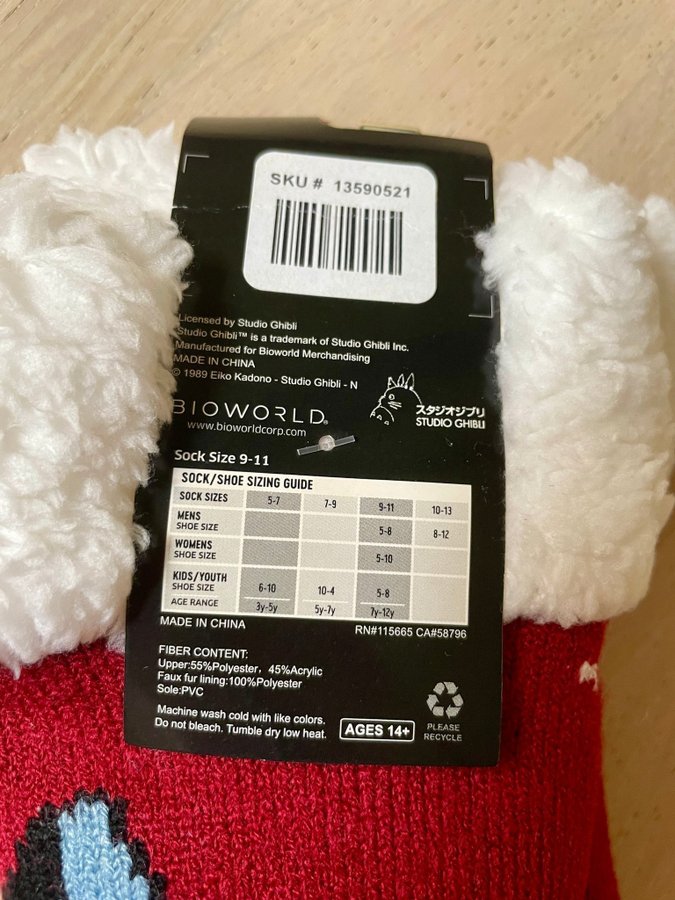 SKU # 13590521
Licensed by Studio Ghibli
Studio Ghibli™ is a trademark of Studio Ghibli Inc.
Manufactured for Bioworld Merchandising
MADE IN CHINA
© 1989 Eiko Kadono - Studio Ghibli - N
スタジオジブリ
STUDIO GHIBLI
BIOWORLD®
www.bioworldcorp.com
Sock Size 9-11
SOCK/SHOE SIZING GUIDE
SOCK SIZES 5-7 7-9 9-11 10-13
MENS SHOE SIZE 5-8 8-12
WOMENS SHOE SIZE 5-10
KIDS/YOUTH SHOE SIZE 6-10 10-4 5-8
AGE RANGE 3y-5y 5y-7y 7y-12y
MADE IN CHINA RN#115665 CA#58796
FIBER CONTENT:
Upper:55%Polyester, 45%Acrylic
Faux fur lining:100%Polyester
Sole:PVC
Machine wash cold with like colors.
Do not bleach. Tumble dry low heat.
AGES 14+
PLEASE
RECYCLE